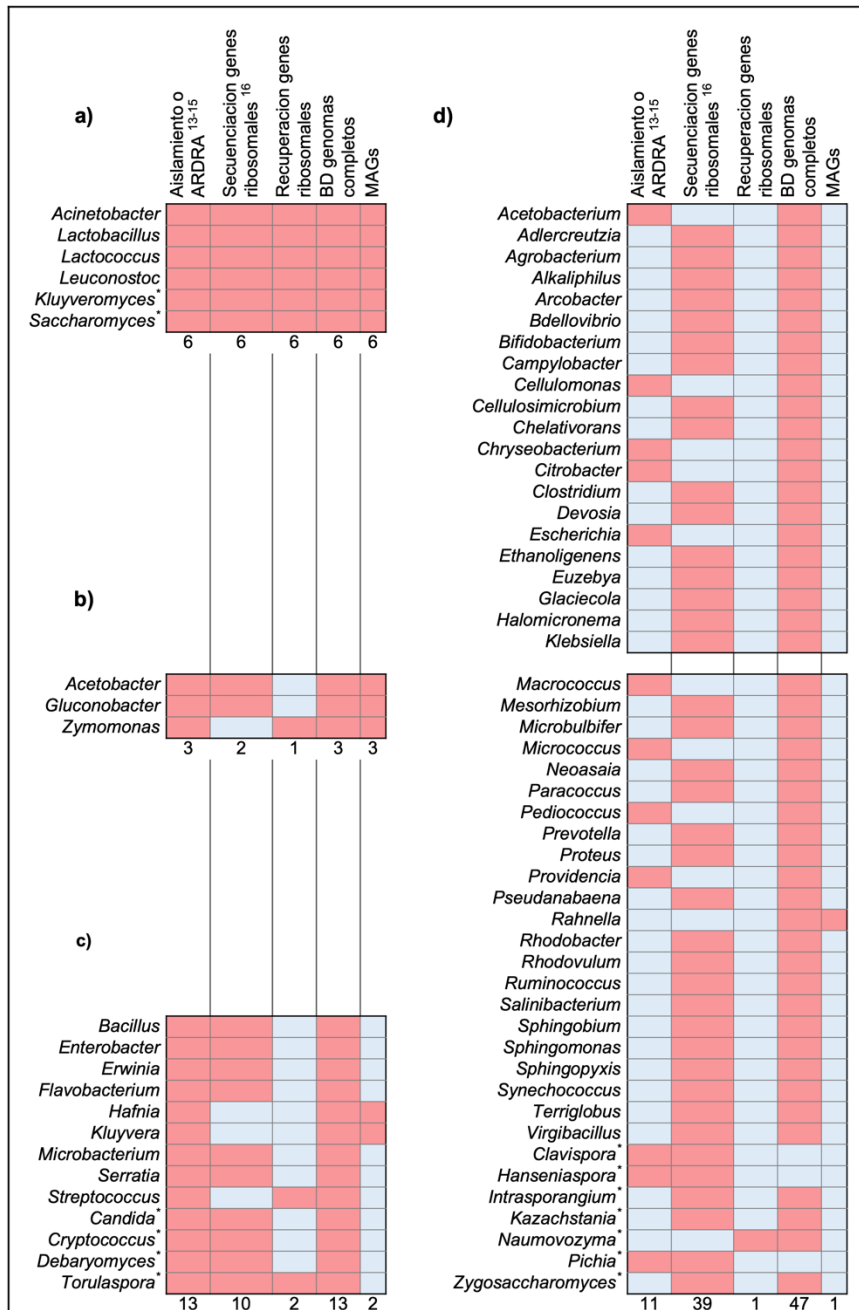 a)
Aislamiento o
ARDRA 13-15
Secuenciacion genes
ribosomales 16
Recuperacion genes
ribosomales
BD genomas
completos
MAGs
Acinetobacter
Lactobacillus
Lactococcus
Leuconostoc
Kluyveromyces*
Saccharomyces*
6 6 6 6 6
b)
Acetobacter
Gluconobacter
Zymomonas
3 2 1 3 3
c)
Bacillus
Enterobacter
Erwinia
Flavobacterium
Hafnia
Kluyvera
Microbacterium
Serratia
Streptococcus
Candida*
Cryptococcus*
Debaryomyces*
Torulaspora*
13 10 2 13 2
d)
Aislamiento o
ARDRA 13-15
Secuenciacion genes
ribosomales 16
Recuperacion genes
ribosomales
BD genomas
completos
MAGs
Acetobacterium
Adlercreutzia
Agrobacterium
Alkaliphilus
Arcobacter
Bdellovibrio
Bifidobacterium
Campylobacter
Cellulomonas
Cellulosimicrobium
Chelativorans
Chryseobacterium
Citrobacter
Clostridium
Devosia
Escherichia
Ethanoligenens
Euzebya
Glaciecola
Halomicronema
Klebsiella
Macrococcus
Mesorhizobium
Microbulbifer
Micrococcus
Neoasaia
Paracoccus
Pediococcus
Prevotella
Proteus
Providencia
Pseudanabaena
Rahnella
Rhodobacter
Rhodovulum
Ruminococcus
Salinibacterium
Sphingobium
Sphingomonas
Sphingopyxis
Synechococcus
Terriglobus
Virgibacillus
Clavispora*
Hanseniaspora*
Intrasporangium*
Kazachstania*
Naumovozyma*
Pichia*
Zygosaccharomyces*
11 39 1 47 1